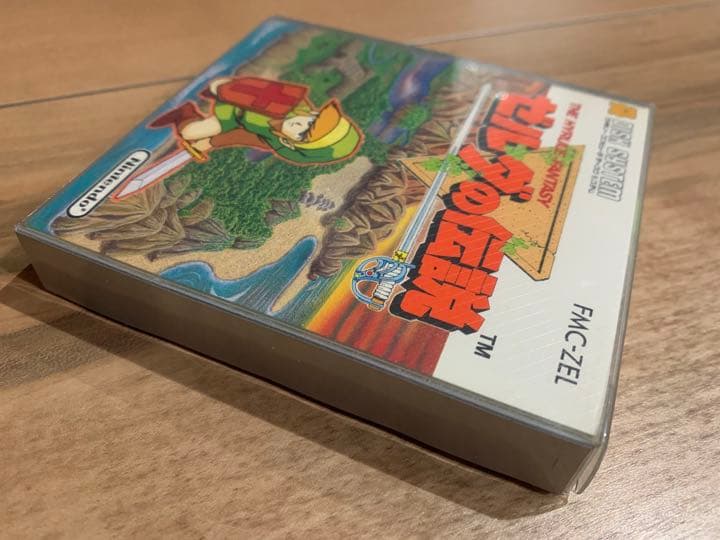 DISK SYSTEM
THE HYRULE FANTASY
ゼルダの伝説
TM
FMC-ZEL
Nintendo®